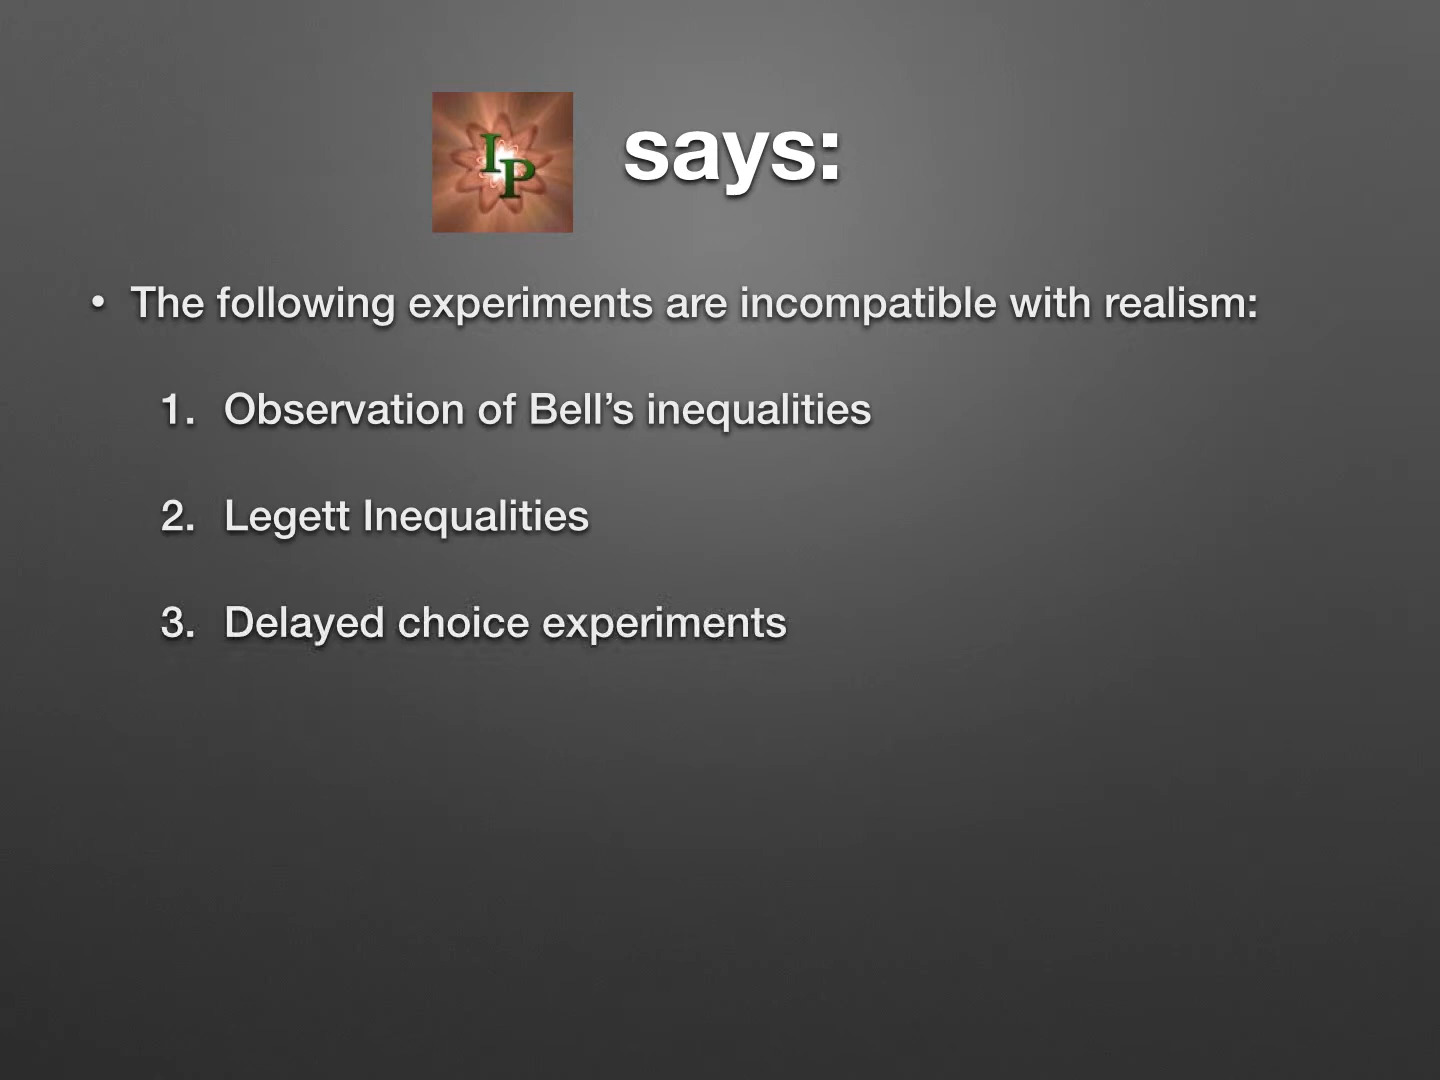 IP says:
• The following experiments are incompatible with realism:
1. Observation of Bell’s inequalities
2. Legett Inequalities
3. Delayed choice experiments